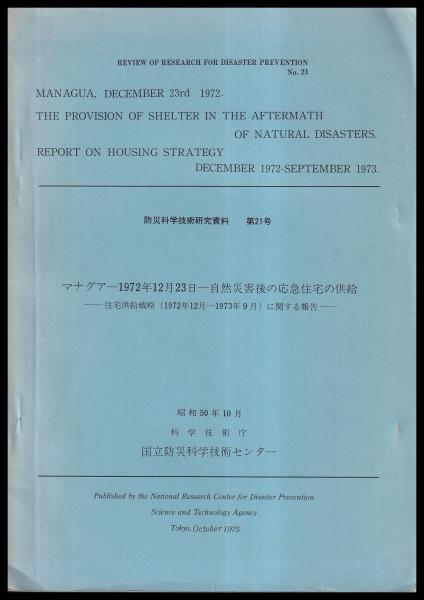 REVIEW OF RESEARCH FOR DISASTER PREVENTION
No. 21
MANAGUA, DECEMBER 23rd 1972.
THE PROVISION OF SHELTER IN THE AFTERMATH
OF NATURAL DISASTERS.
REPORT ON HOUSING STRATEGY
DECEMBER 1972-SEPTEMBER 1973.
防災科学技術研究資料 第21号
マナグア—1972年12月23日—自然災害後の応急住宅の供給
── 住宅供給戦略（1972年12月—1973年9月）に関する報告 ──
昭和50年10月
科学技術庁
国立防災科学技術センター
Published by the National Research Center for Disaster Prevention
Science and Technology Agency
Tokyo, October 1975